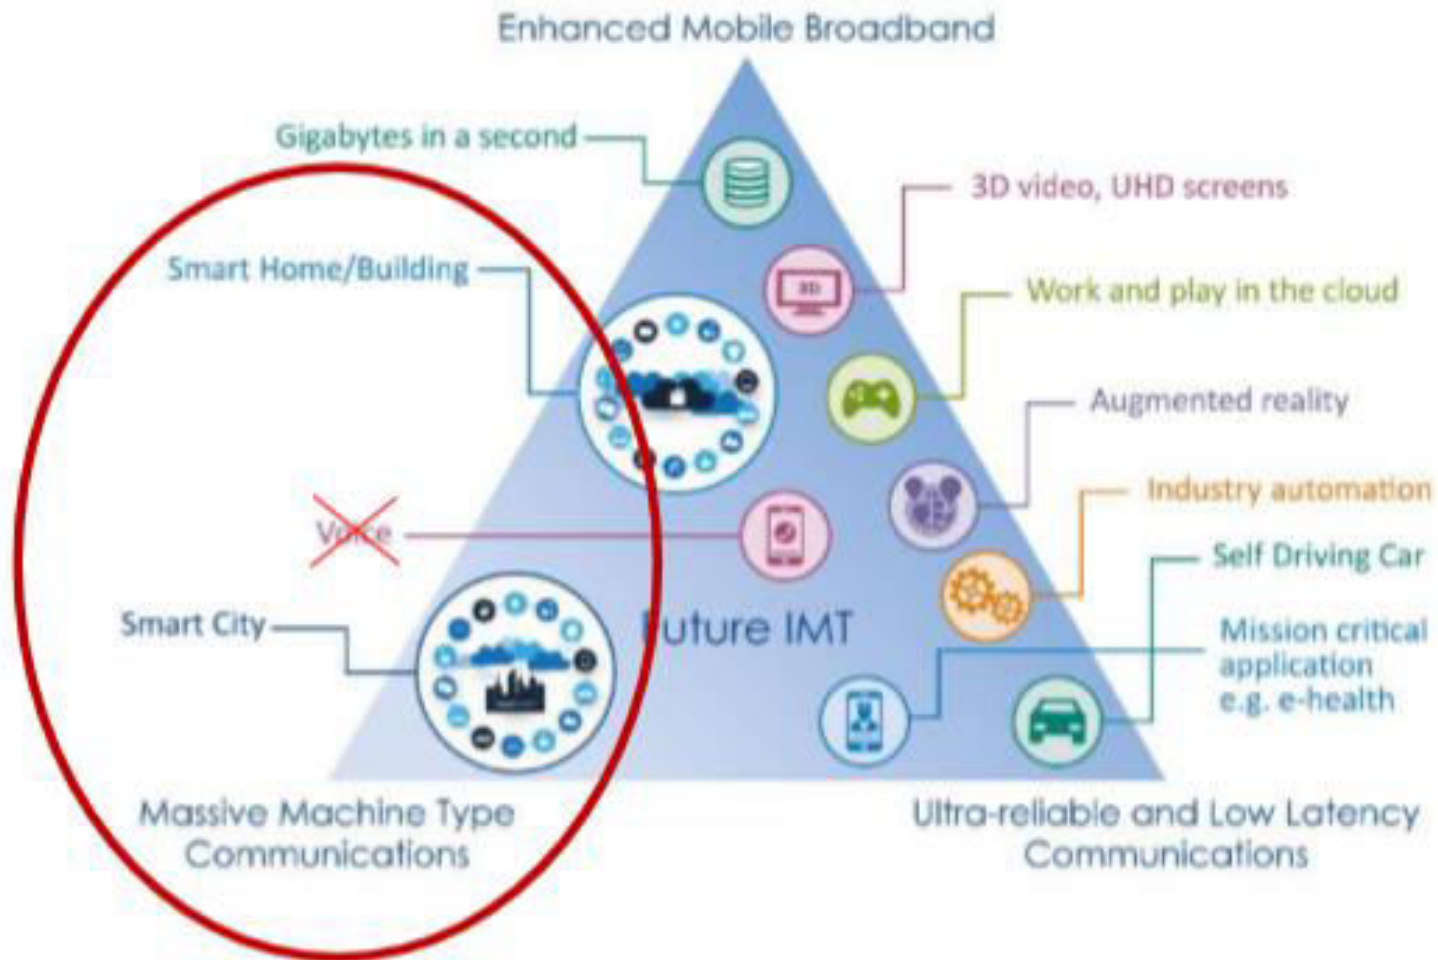 Enhanced Mobile Broadband
Gigabytes in a second
3D video, UHD screens
Smart Home/Building
3D
Work and play in the cloud
Augmented reality
Industry automation
Voice
Self Driving Car
Smart City
Future IMT
Mission critical
application
e.g. e-health
Massive Machine Type
Communications
Ultra-reliable and Low Latency
Communications